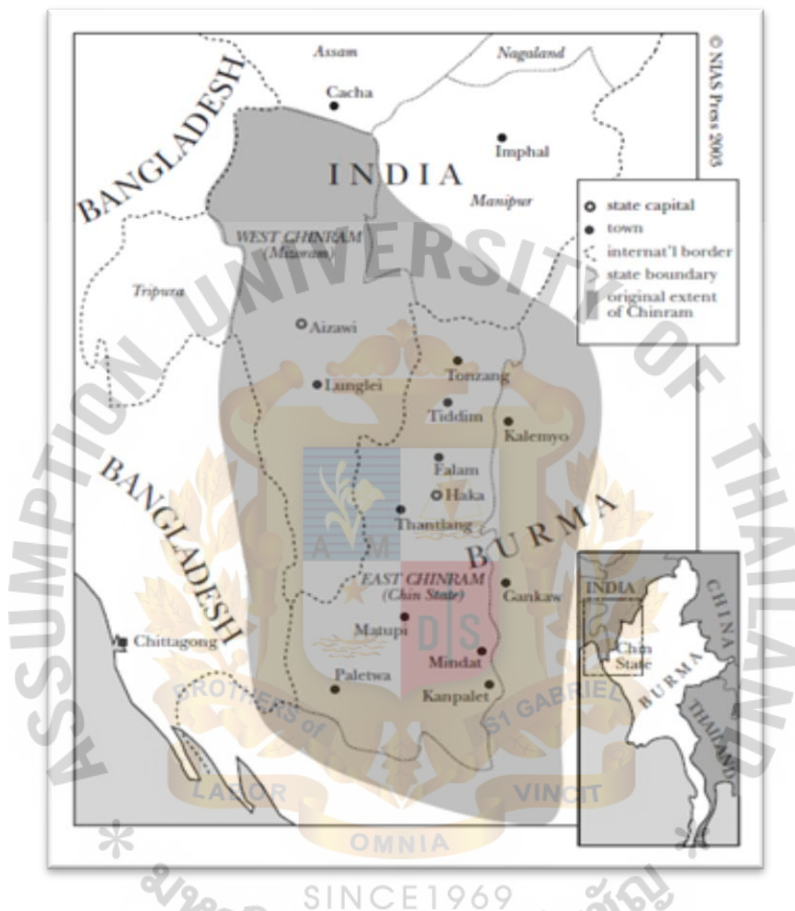 Assam
Nagaland
© NIAS Press 2003
BANGLADESH
Cacha
INDIA
Imphal
Manipur
state capital
town
internat'l border
state boundary
original extent
of Chinram
WEST CHINRAM
(Mizoram)
Tripura
Aizawi
Lunglei
Tonzang
Tiddim
Kalemyo
Falam
Haka
Thantlang
BANGLADESH
BURMA
EAST CHINRAM
(Chin State)
Gankaw
Matupi
Chittagong
Mindat
Paletwa
Kanpalet
INDIA
CHINA
Chin
State
BURMA
THAILAND
ASSUMPTION UNIVERSITY OF THAILAND
A M
D S
BROTHERS of
ST GABRIEL
LABOR
OMNIA
VINCIT
SINCE1969